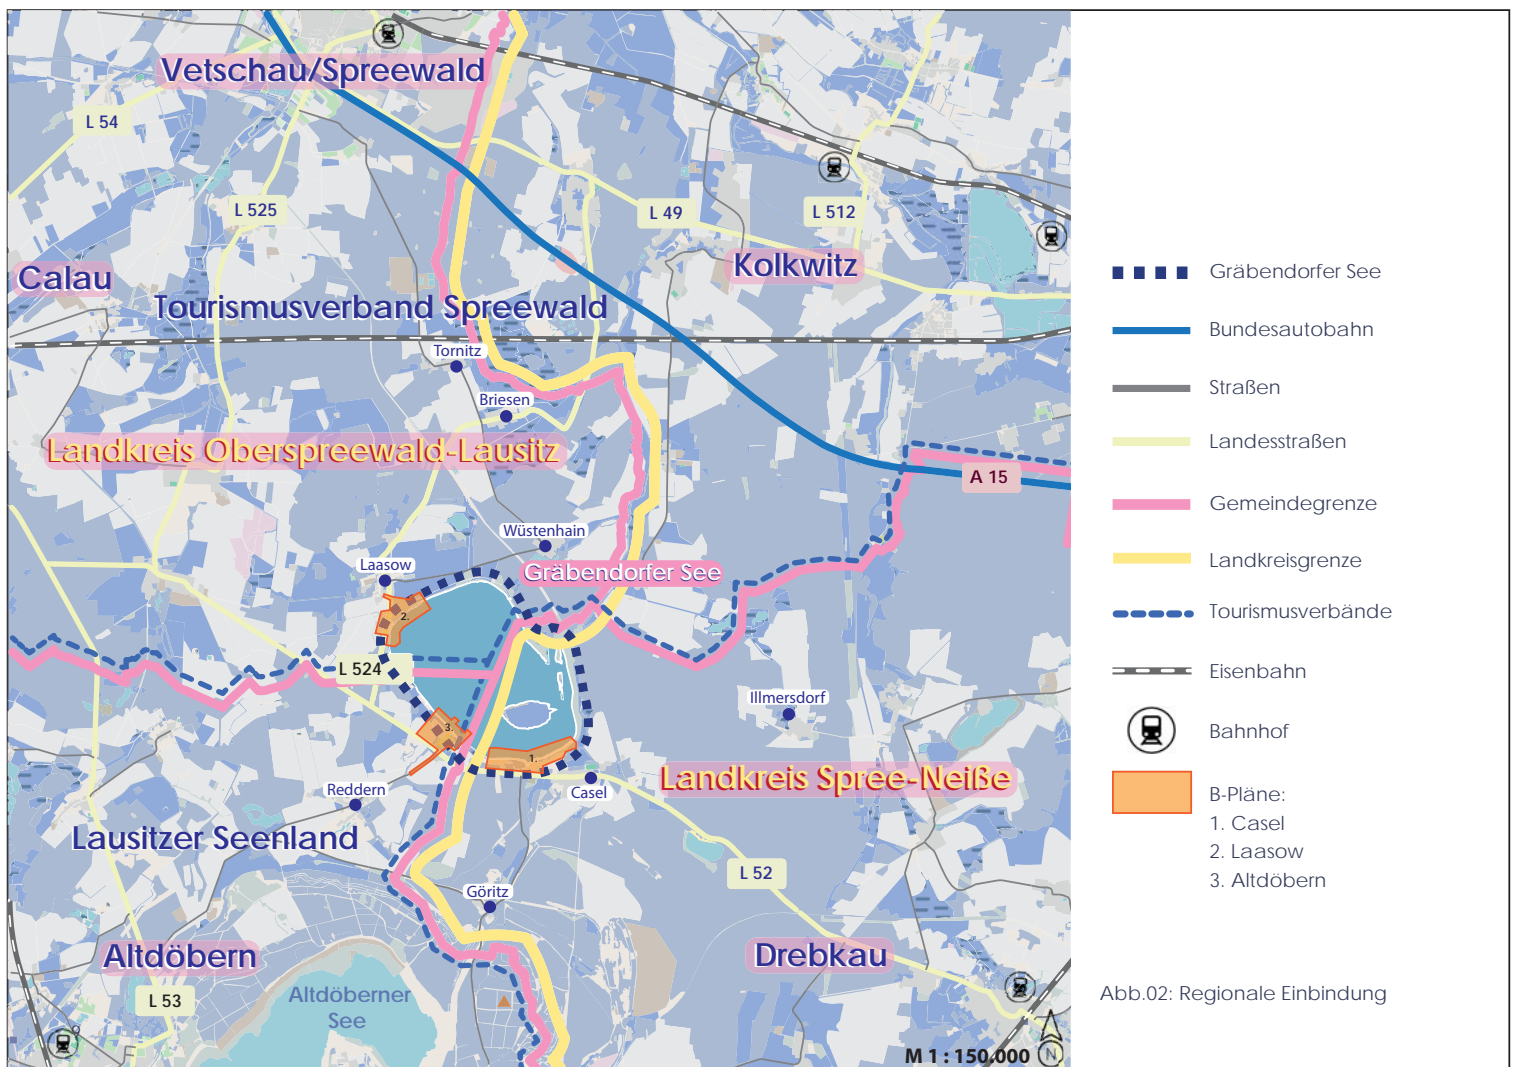 Vetschau/Spreewald
L 54
L 525
L 49
L 512
Kolkwitz
Calau
Tourismusverband Spreewald
Tornitz
Briesen
Landkreis Oberspreewald-Lausitz
A 15
Wüstenhain
Laasow
Gräbendorfer See
2.
L 524
Illmersdorf
3.
1.
Landkreis Spree-Neiße
Casel
Reddern
Lausitzer Seenland
L 52
Göritz
Altdöbern
Drebkau
L 53
Altdöberner
See
M 1 : 150.000
N
Gräbendorfer See
Bundesautobahn
Straßen
Landesstraßen
Gemeindegrenze
Landkreisgrenze
Tourismusverbände
Eisenbahn
Bahnhof
B-Pläne:
1. Casel
2. Laasow
3. Altdöbern
Abb.02: Regionale Einbindung